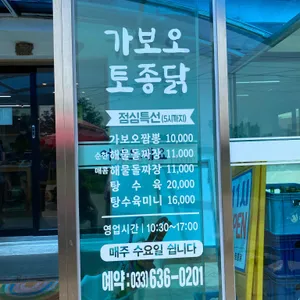 가보오
토종닭
점심특선(5시까지)
가보오짬뽕 10,000
순한해물돌짜장 11,000
매콤해물돌짜장 11,000
탕수육 20,000
탕수육미니 16,000
영업시간 | 10:30~17:00
매주 수요일 쉽니다
예약:033)636-0201
OPEN